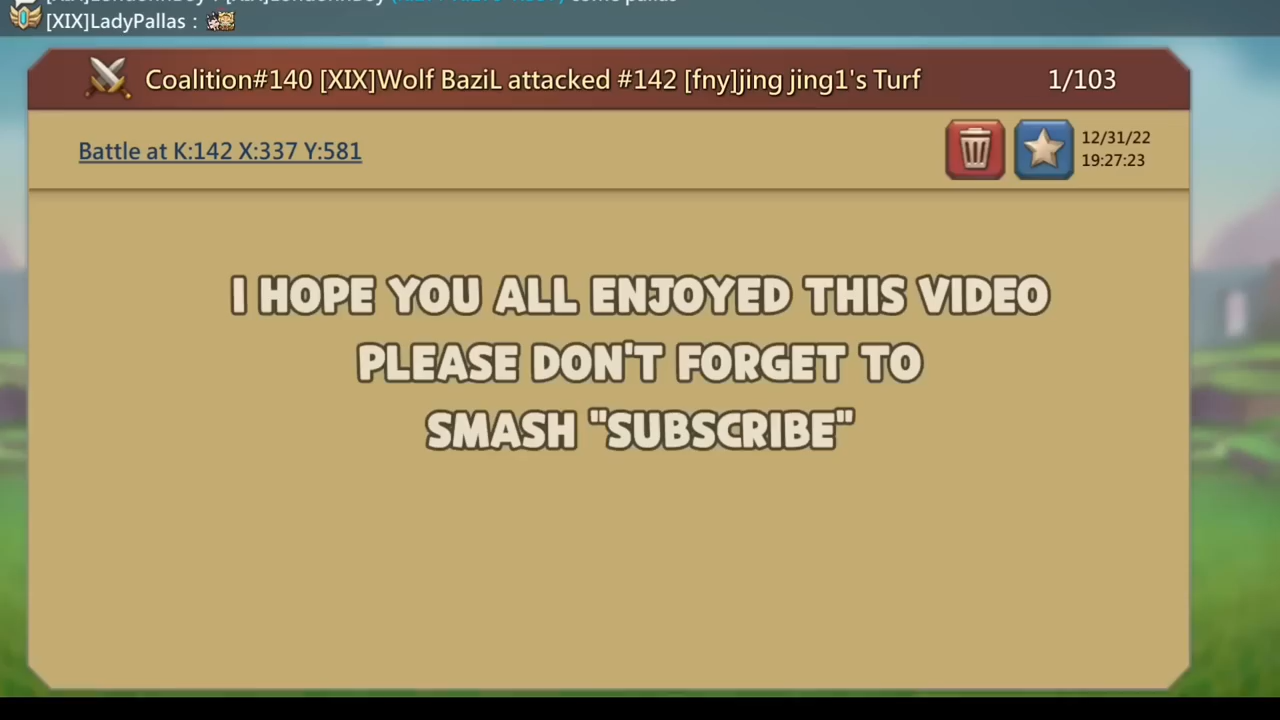 [XIX]LadyPallas :
Coalition#140 [XIX]Wolf BaziL attacked #142 [fny]jing jing1's Turf
1/103
Battle at K:142 X:337 Y:581
12/31/22
19:27:23
I HOPE YOU ALL ENJOYED THIS VIDEO
PLEASE DON'T FORGET TO
SMASH "SUBSCRIBE"